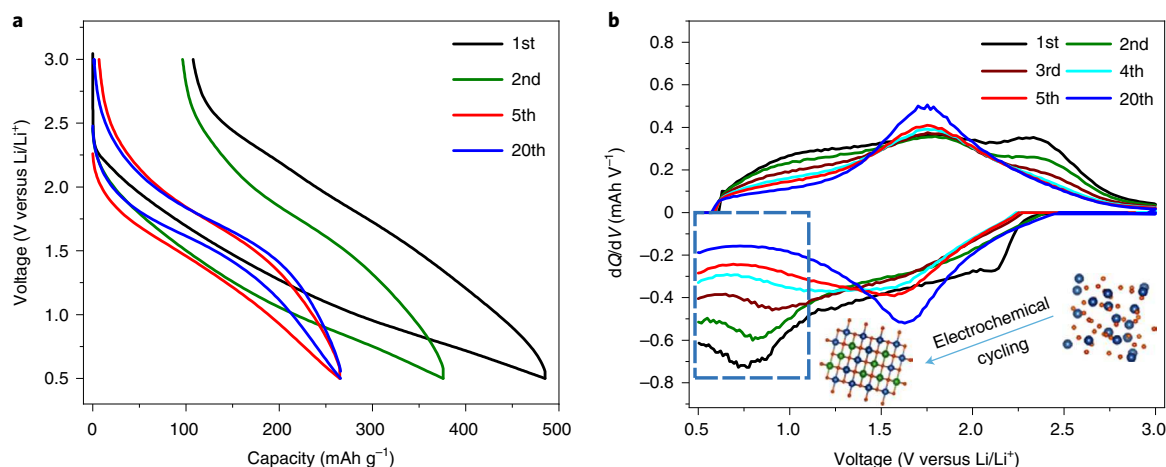 a
1st
2nd
5th
20th
3.0
2.5
2.0
1.5
1.0
0.5
0
100
200
300
400
500
Voltage (V versus Li/Li⁺)
Capacity (mAh g⁻¹)
b
1st
2nd
3rd
4th
5th
20th
0.8
0.6
0.4
0.2
0
−0.2
−0.4
−0.6
−0.8
0.5
1.0
1.5
2.0
2.5
3.0
dQ/dV (mAh V⁻¹)
Voltage (V versus Li/Li⁺)
Electrochemical
cycling